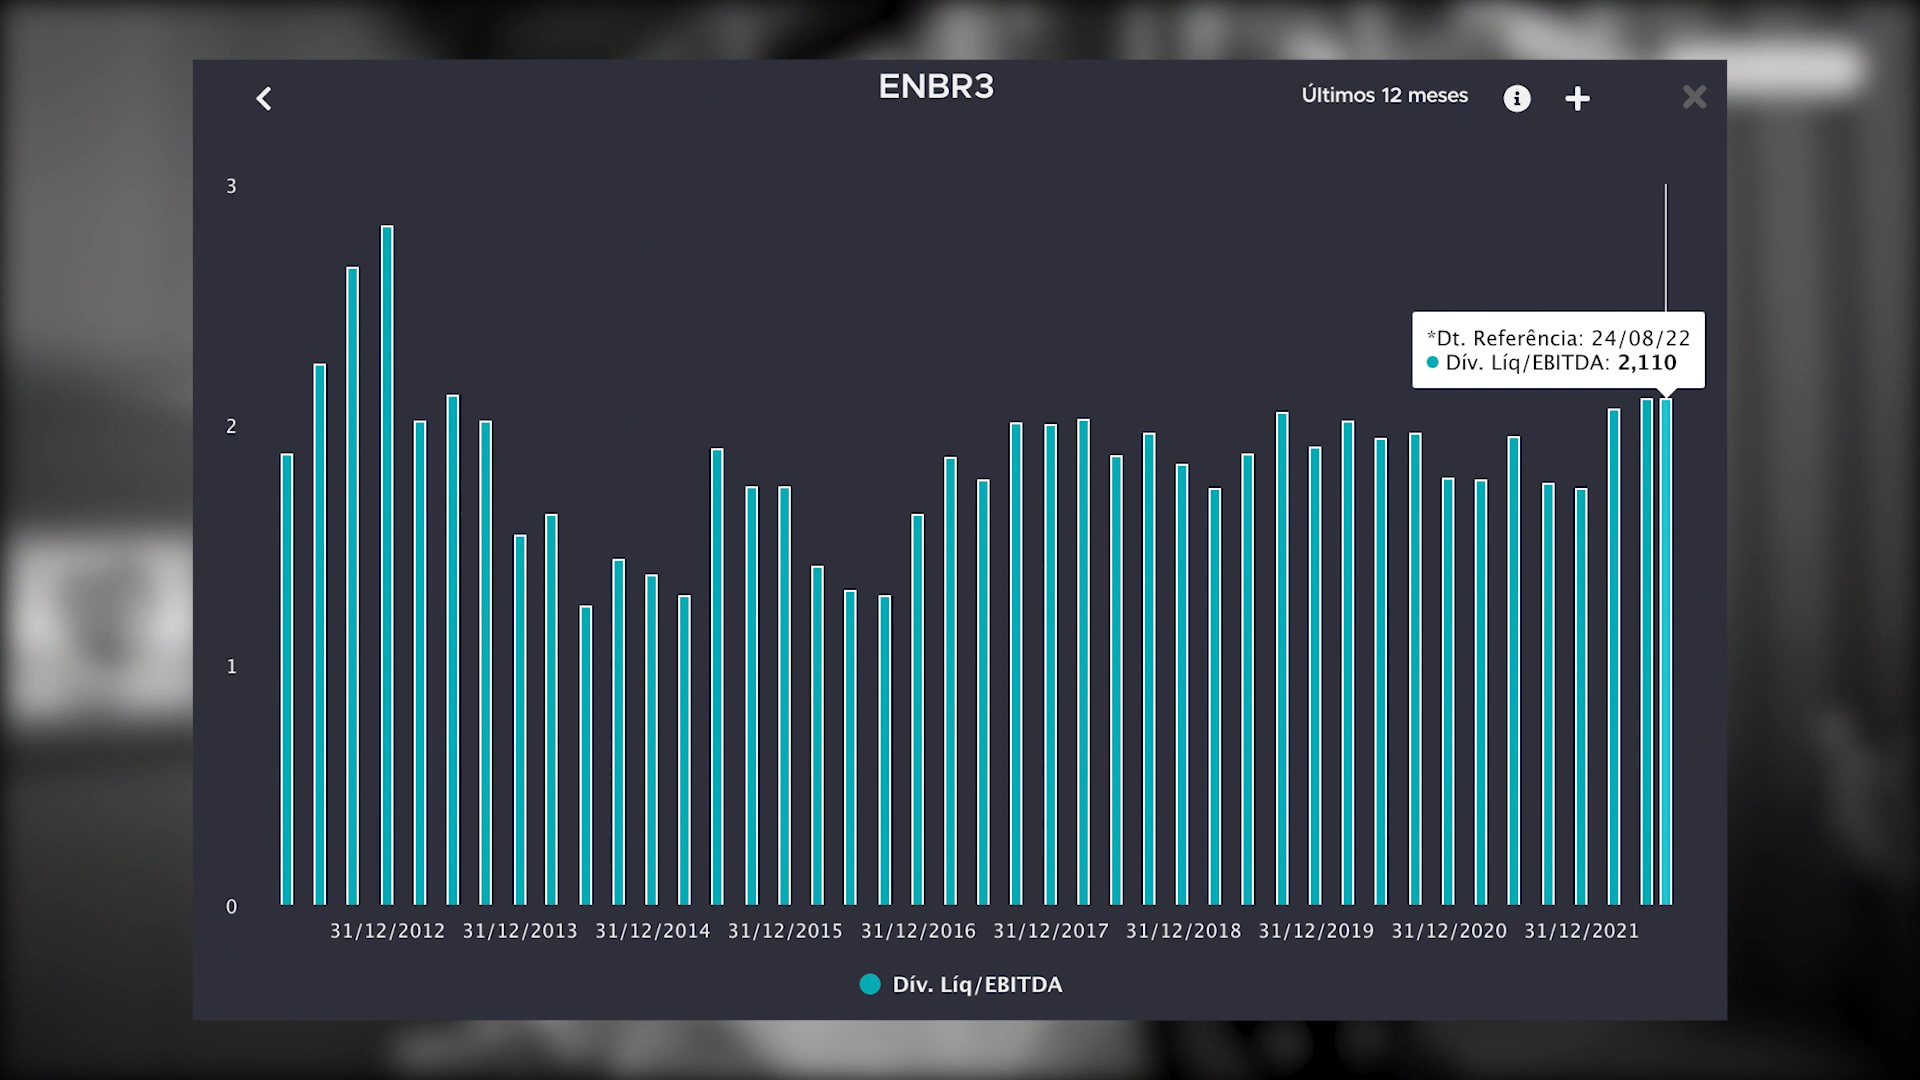 ENBR3
Últimos 12 meses
3
*Dt. Referência: 24/08/22
Dív. Líq/EBITDA: 2,110
2
1
0
31/12/2012 31/12/2013 31/12/2014 31/12/2015 31/12/2016 31/12/2017 31/12/2018 31/12/2019 31/12/2020 31/12/2021
Dív. Líq/EBITDA